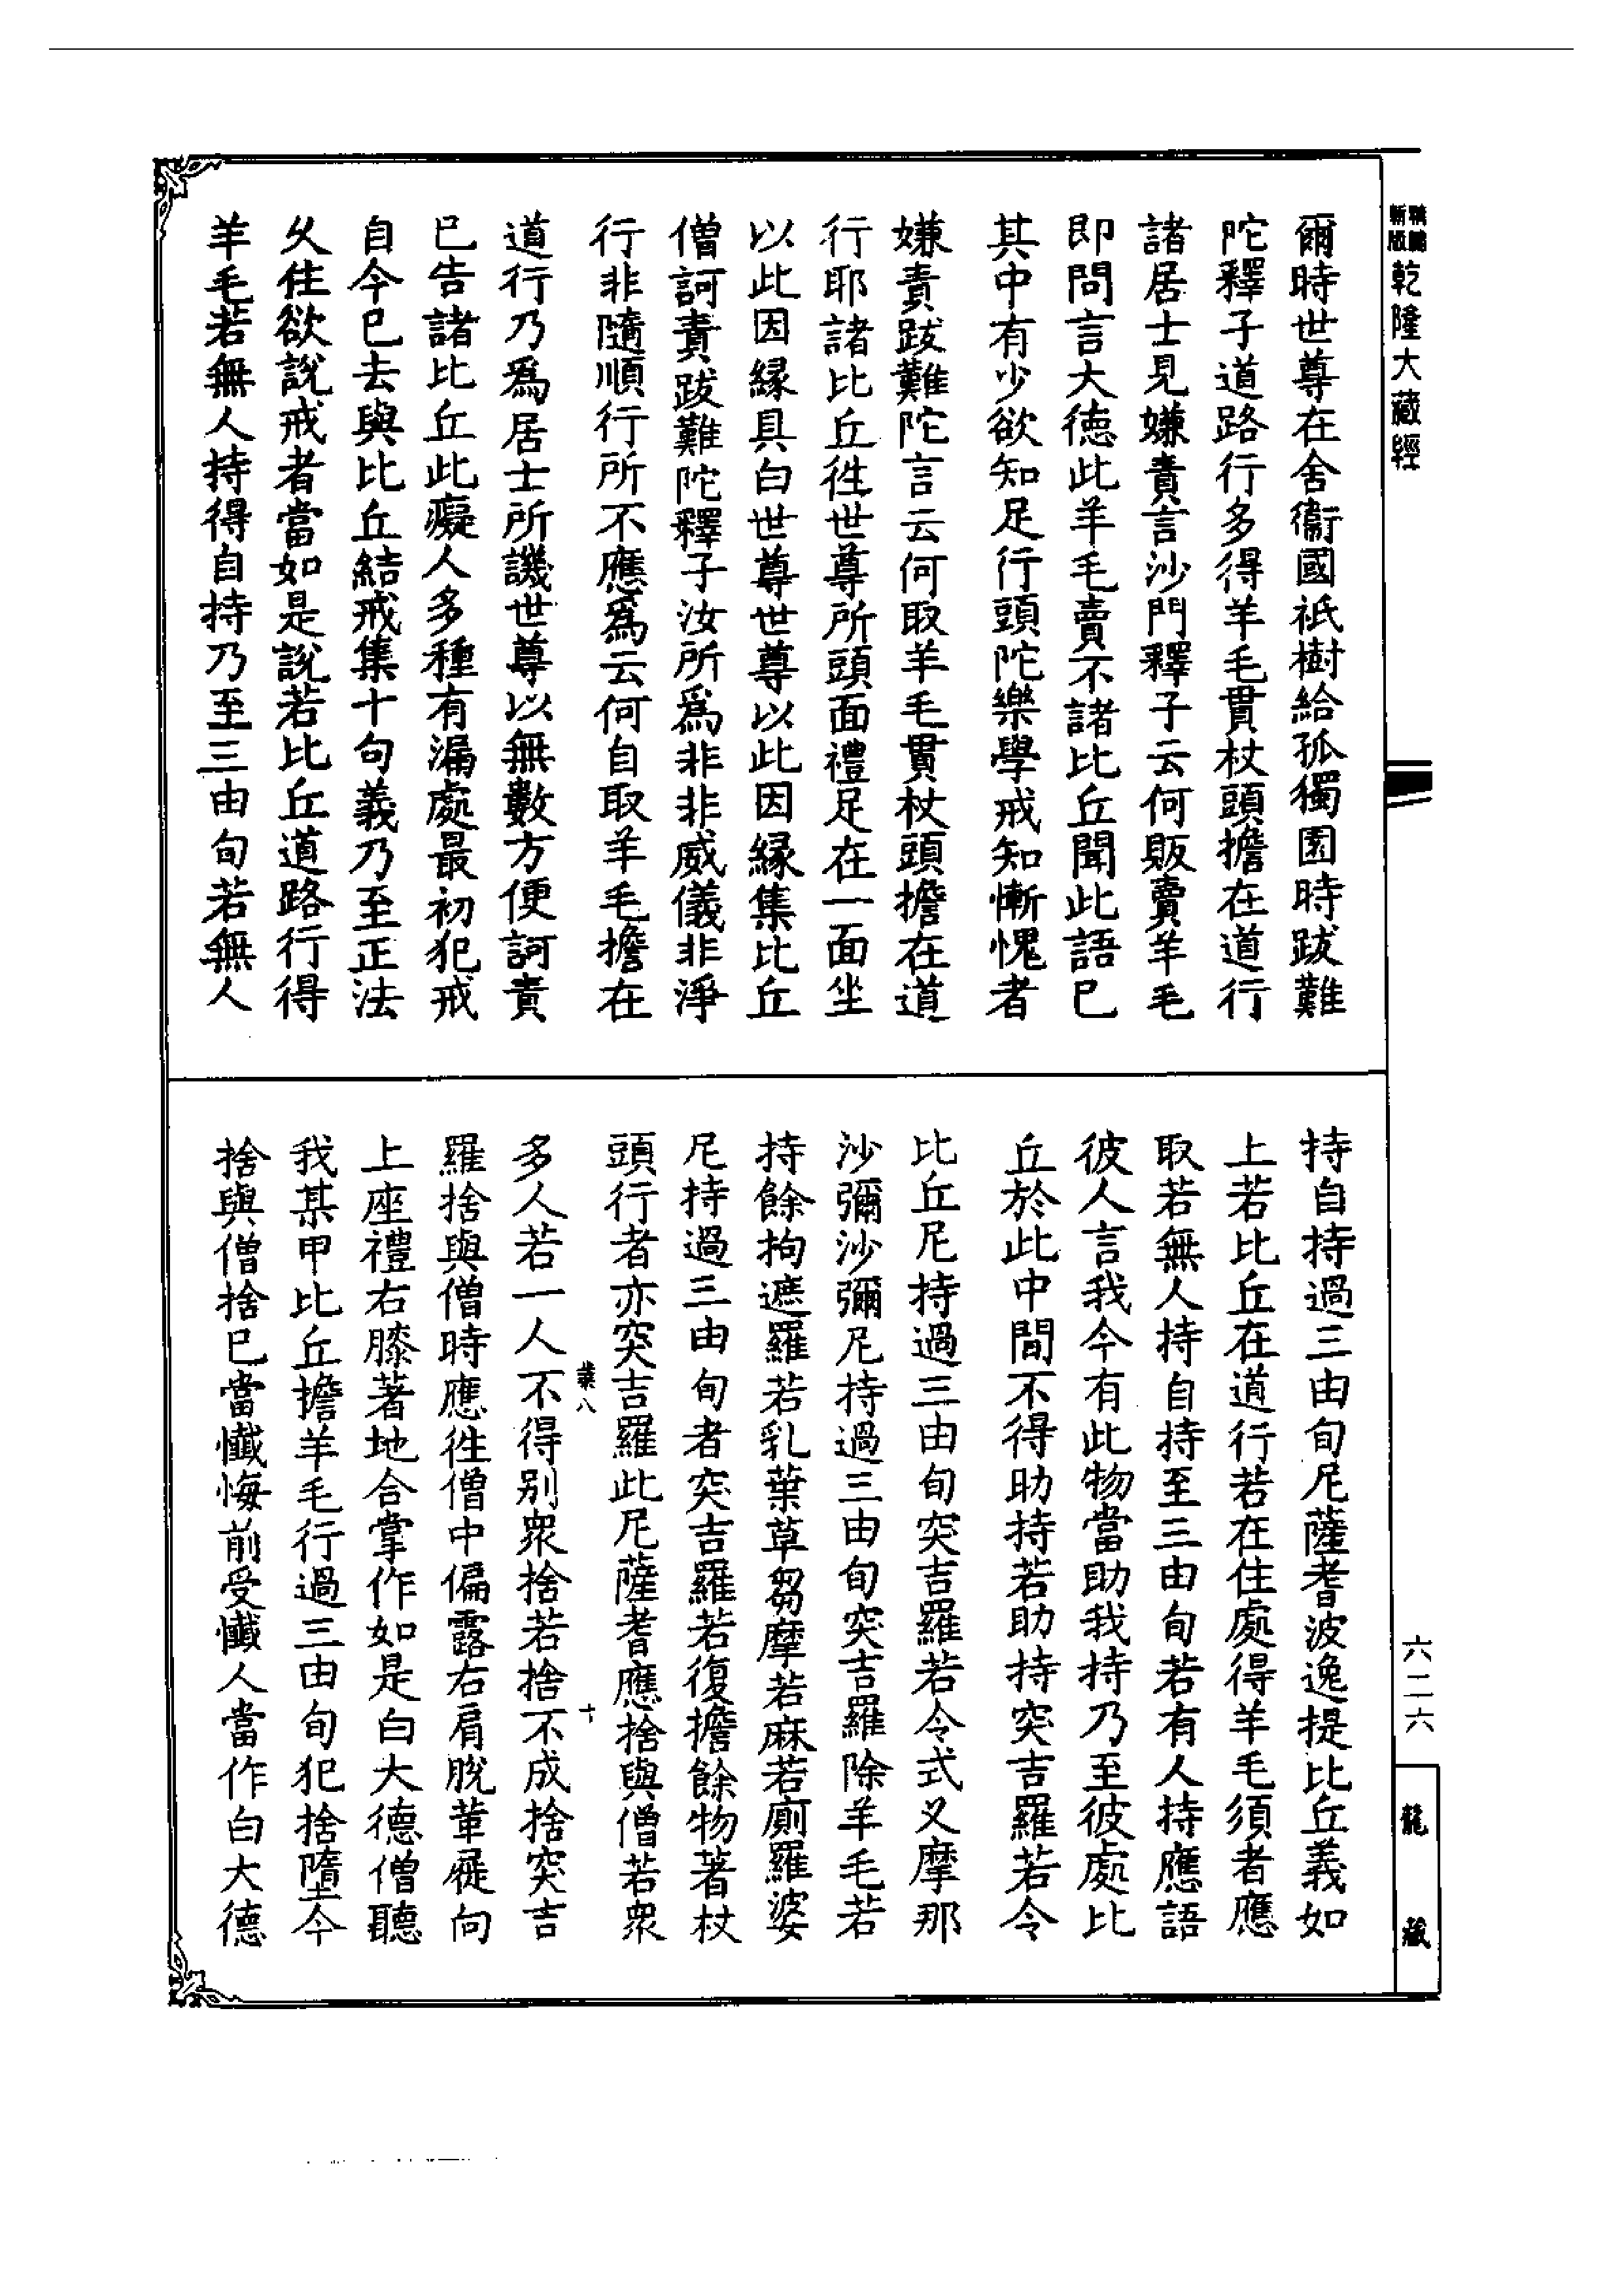 乾隆大藏經
爾時世尊在舍衞國祇樹給孤獨園時跋難
陀釋子道路行多得羊毛貫杖頭擔在道行
諸居士見嫌責言沙門釋子云何販賣羊毛
即問言大德此羊毛賣不諸比丘聞此語已
其中有少欲知足行頭陀樂學戒知慚愧者
嫌責跋難陀言云何取羊毛貫杖頭擔在道
行耶諸比丘徃世尊所頭面禮足在一面坐
以此因緣具白世尊世尊以此因緣集比丘
僧訶責跋難陀釋子汝所爲非非威儀非淨
行非隨順行所不應爲云何自取羊毛擔在
道行乃爲居士所譏世尊以無數方便訶責
已告諸比丘此癡人多種有漏處最初犯戒
自今已去與比丘結戒集十句義乃至正法
久住欲說戒者當如是說若比丘道路行得
羊毛若無人持得自持乃至三由旬若無人
持自持過三由旬尼薩耆波逸提比丘義如
上若比丘在道行若在住處得羊毛須者應
取若無人持自持至三由旬若有人持應語
彼人言我今有此物當助我持乃至彼處比
丘於此中間不得助持若助持突吉羅若令
比丘尼持過三由旬突吉羅若令式叉摩那
沙彌沙彌尼持過三由旬突吉羅除羊毛若
持餘拘遮羅若乳葉草芻摩若麻若廁羅婆
尼持過三由旬者突吉羅若復擔餘物著杖
頭行者亦突吉羅此尼薩耆應捨與僧若衆
多人若一人不得別衆捨若捨不成捨突吉
葉八
十
羅捨與僧時應徃僧中偏露右肩脫革屣向
上座禮右膝著地合掌作如是白大德僧聽
我某甲比丘擔羊毛行過三由旬犯捨墮今
捨與僧捨已當懺悔前受懺人當作白大德
六二六
龍藏